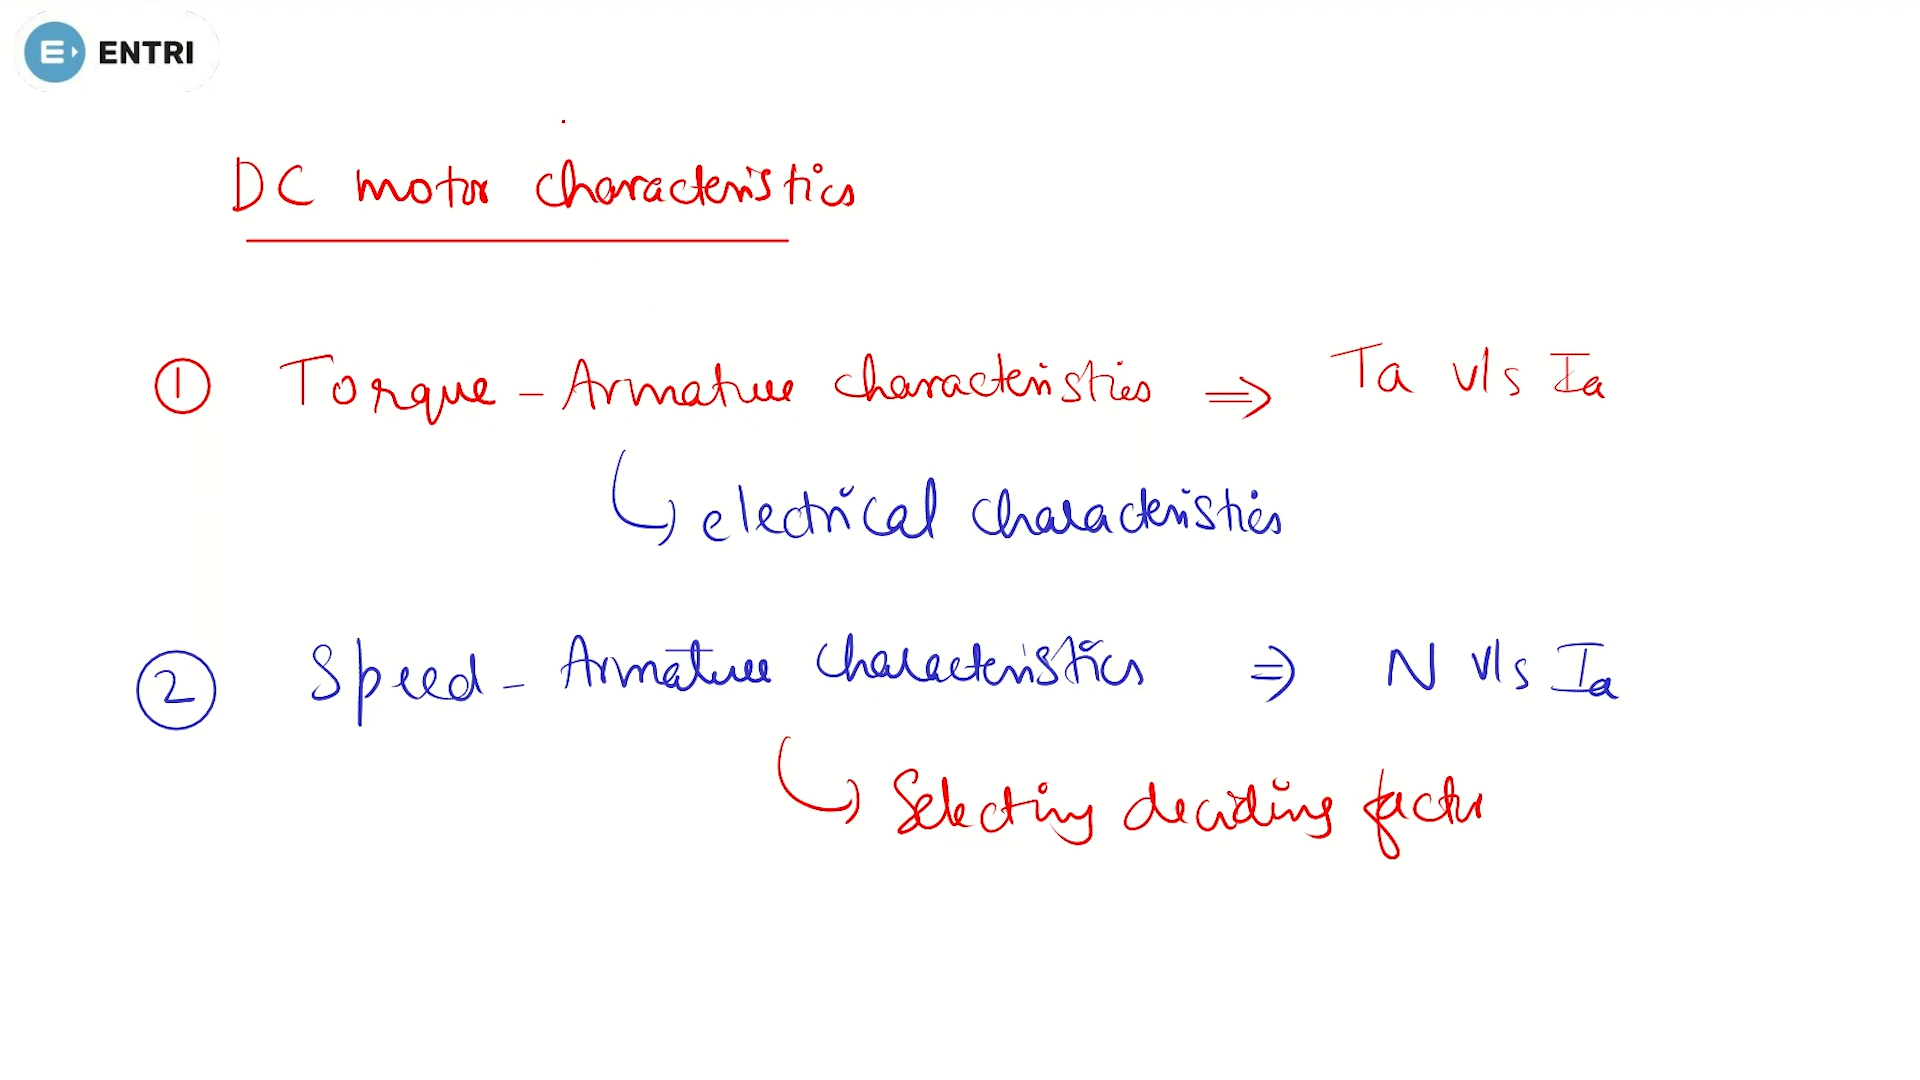 ENTRI
DC motor characteristics
① Torque - Armature characteristics ⇒ Ta v/s Ia
electrical characteristics
② Speed - Armature characteristics ⇒ N v/s Ia
Selecting deciding factor